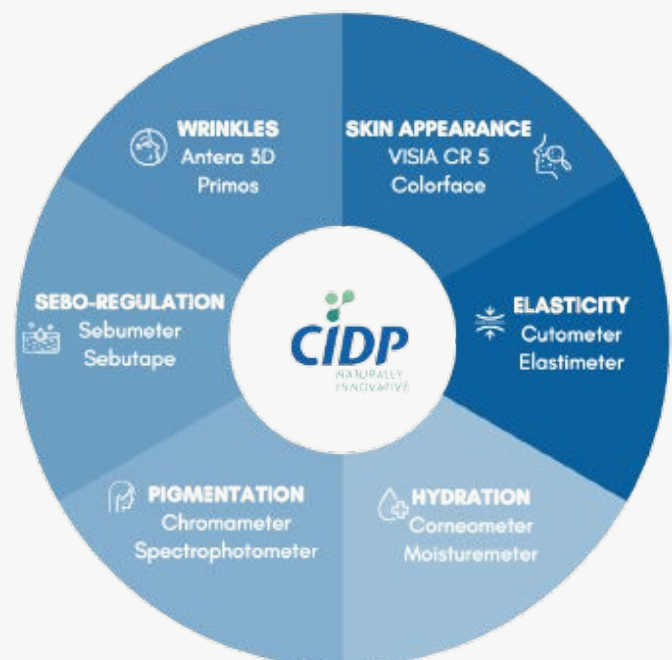 WRINKLES
Antera 3D
Primos
SKIN APPEARANCE
VISIA CR 5
Colorface
SEBO-REGULATION
Sebumeter
Sebutape
CIDP
NATURALLY
INNOVATIVE
ELASTICITY
Cutometer
Elastimeter
PIGMENTATION
Chromameter
Spectrophotometer
HYDRATION
Corneometer
Moisturemeter